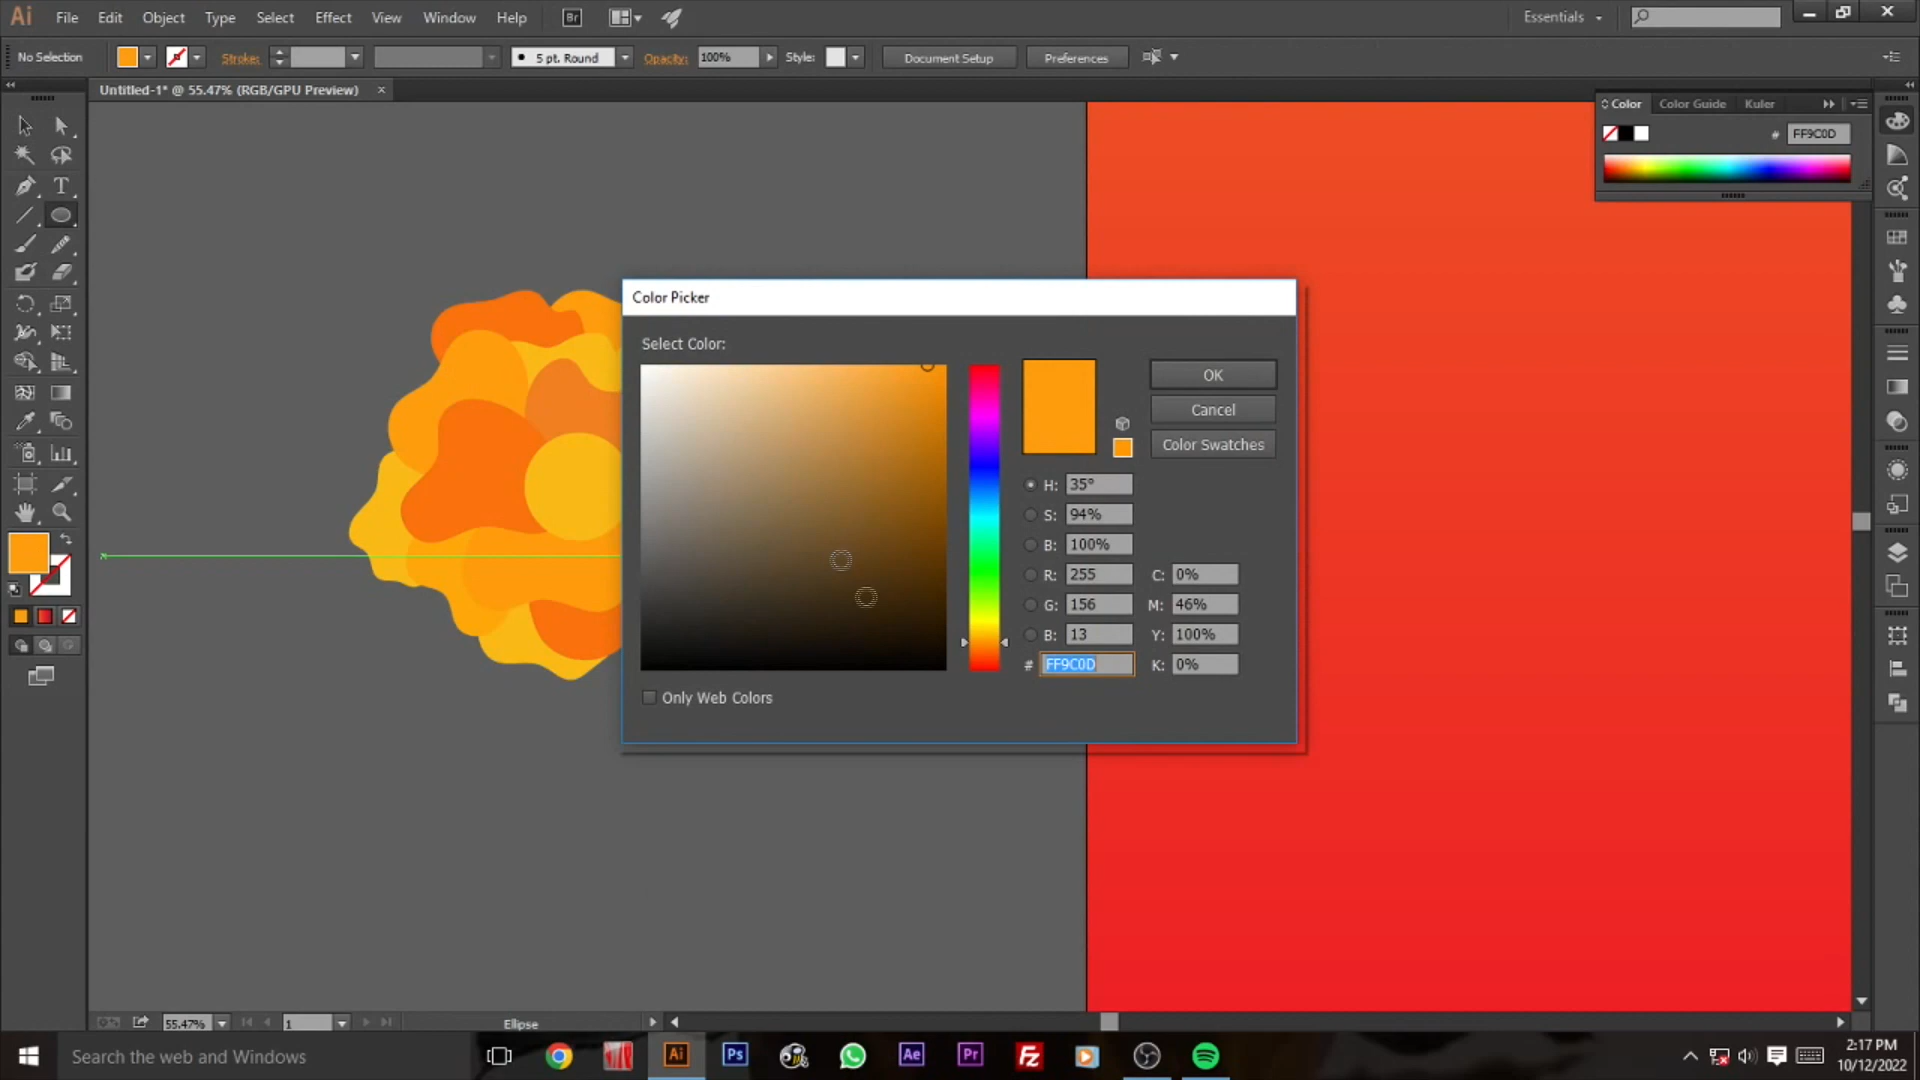 Ai File Edit Object Type Select Effect View Window Help Br Essentials
No Selection Stroke: 5 pt. Round Opacity: 100% Style: Document Setup Preferences
Untitled-1* @ 55.47% (RGB/GPU Preview) ×
Color Color Guide Kuler
# FF9C0D
Color Picker
Select Color:
OK
Cancel
Color Swatches
H: 35°
S: 94%
B: 100%
R: 255 C: 0%
G: 156 M: 46%
B: 13 Y: 100%
# FF9C0D K: 0%
Only Web Colors
55.47% 1 Ellipse
Search the web and Windows Ai Ps Ae Pr Fz
2:17 PM
10/12/2022